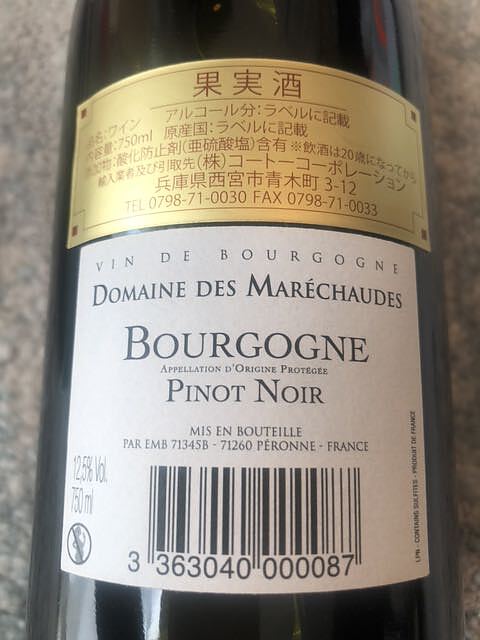 果実酒
アルコール分:ラベルに記載
品名:ワイン
原産国:ラベルに記載
内容量:750ml
添加物:酸化防止剤(亜硫酸塩)含有 ※飲酒は20歳になってから
輸入業者及び引取先(株)コートーコーポレーション
兵庫県西宮市青木町 3-12
TEL 0798-71-0030 FAX 0798-71-0033
VIN DE BOURGOGNE
DOMAINE DES MARÉCHAUDES
BOURGOGNE
APPELLATION D'ORIGINE PROTÉGÉE
PINOT NOIR
MIS EN BOUTEILLE
PAR EMB 71345B - 71260 PÉRONNE - FRANCE
12,5% Vol.
750 ml
LPN - CONTAINS SULFITES - PRODUIT DE FRANCE
3 363040 000087